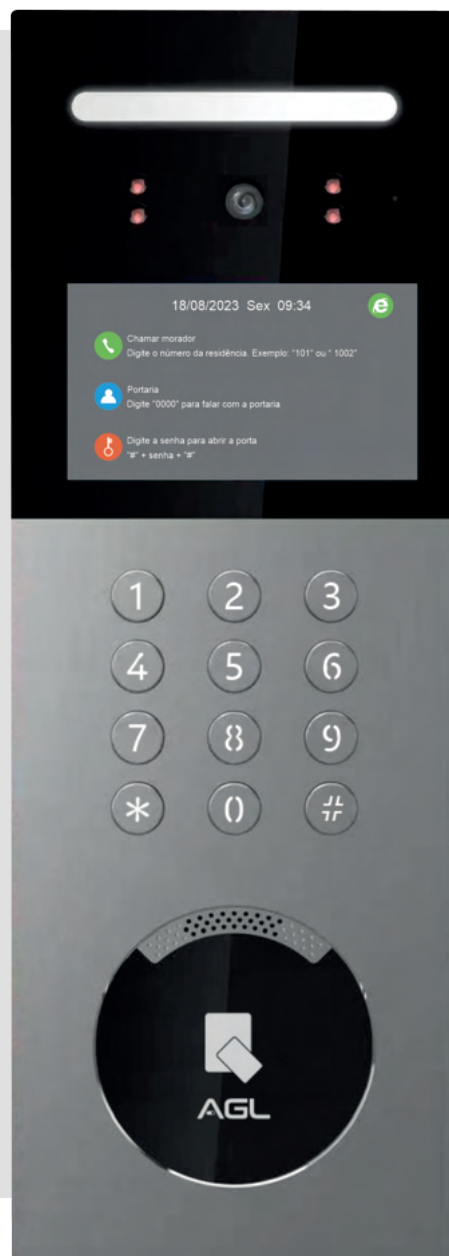 18/08/2023 Sex 09:34
Chamar morador
Digite o número da residência. Exemplo: "101" ou " 1002"
Portaria
Digite "0000" para falar com a portaria
Digite a senha para abrir a porta
"#" + senha + "#"
1 2 3
4 5 6
7 8 9
* 0 #
AGL